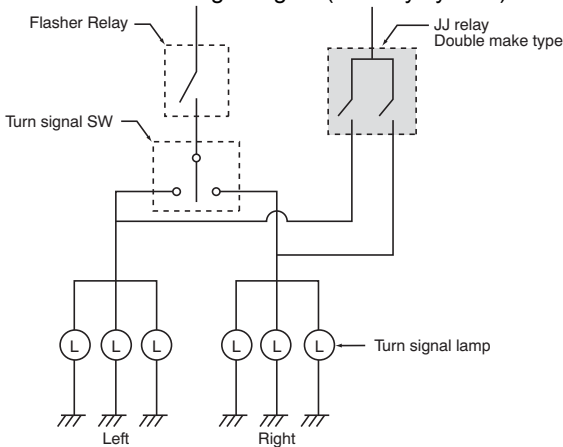 Flasher Relay
JJ relay
Double make type
Turn signal SW
L L L L L L
Turn signal lamp
Left Right